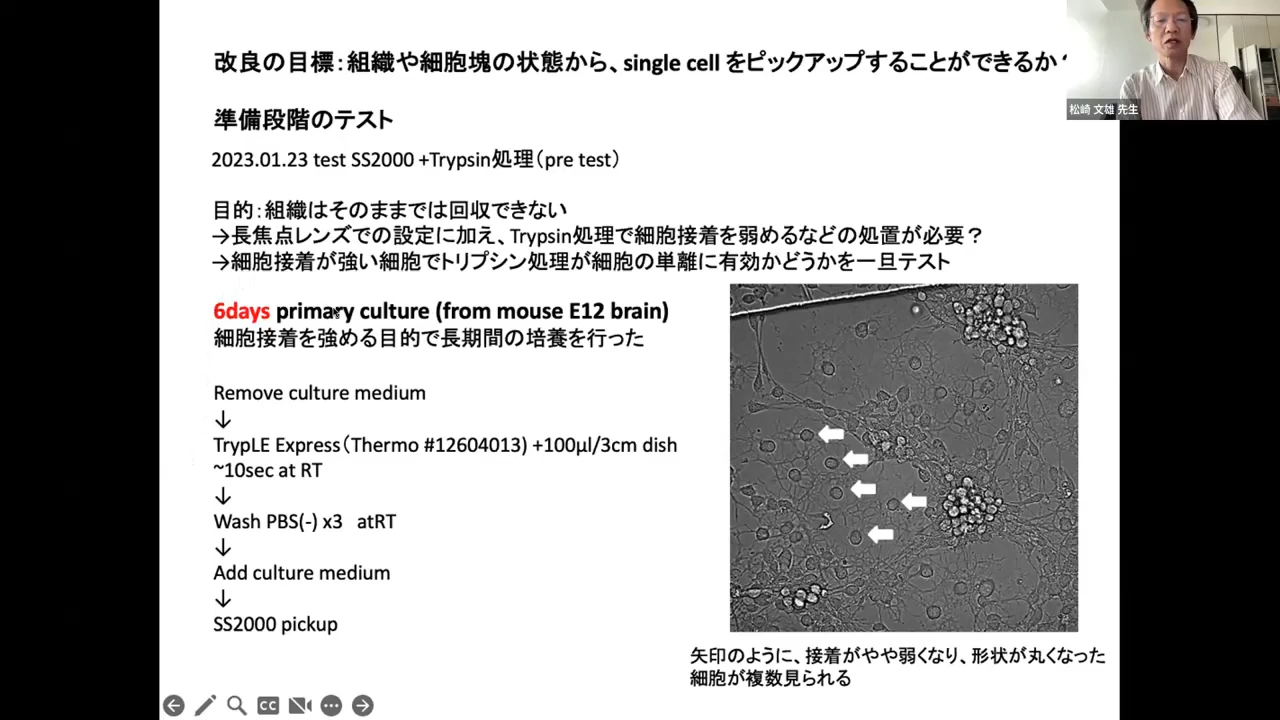 改良の目標：組織や細胞塊の状態から、single cell をピックアップすることができるか
松崎 文雄 先生
準備段階のテスト
2023.01.23 test SS2000 +Trypsin処理（pre test）
目的：組織はそのままでは回収できない
→長焦点レンズでの設定に加え、Trypsin処理で細胞接着を弱めるなどの処置が必要？
→細胞接着が強い細胞でトリプシン処理が細胞の単離に有効かどうかを一旦テスト
6days primary culture (from mouse E12 brain)
細胞接着を強める目的で長期間の培養を行った
Remove culture medium
↓
TrypLE Express（Thermo #12604013) +100μl/3cm dish
~10sec at RT
↓
Wash PBS(-) x3 atRT
↓
Add culture medium
↓
SS2000 pickup
矢印のように、接着がやや弱くなり、形状が丸くなった
細胞が複数見られる
CC